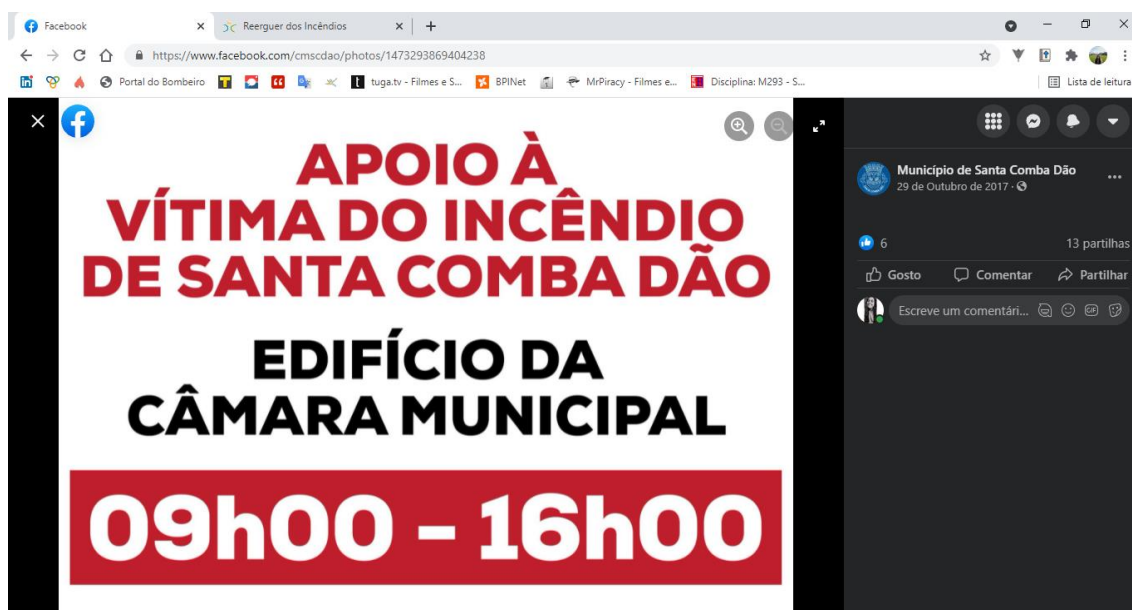 Facebook
Reerguer dos Incêndios
https://www.facebook.com/cmscdao/photos/1473293869404238
Portal do Bombeiro
tuga.tv - Filmes e S...
BPINet
MrPiracy - Filmes e...
Disciplina: M293 - S...
Lista de leitura
APOIO À
VÍTIMA DO INCÊNDIO
DE SANTA COMBA DÃO
EDIFÍCIO DA
CÂMARA MUNICIPAL
09h00 - 16h00
Município de Santa Comba Dão
29 de Outubro de 2017 ·
6
13 partilhas
Gosto
Comentar
Partilhar
Escreve um comentári...
GIF